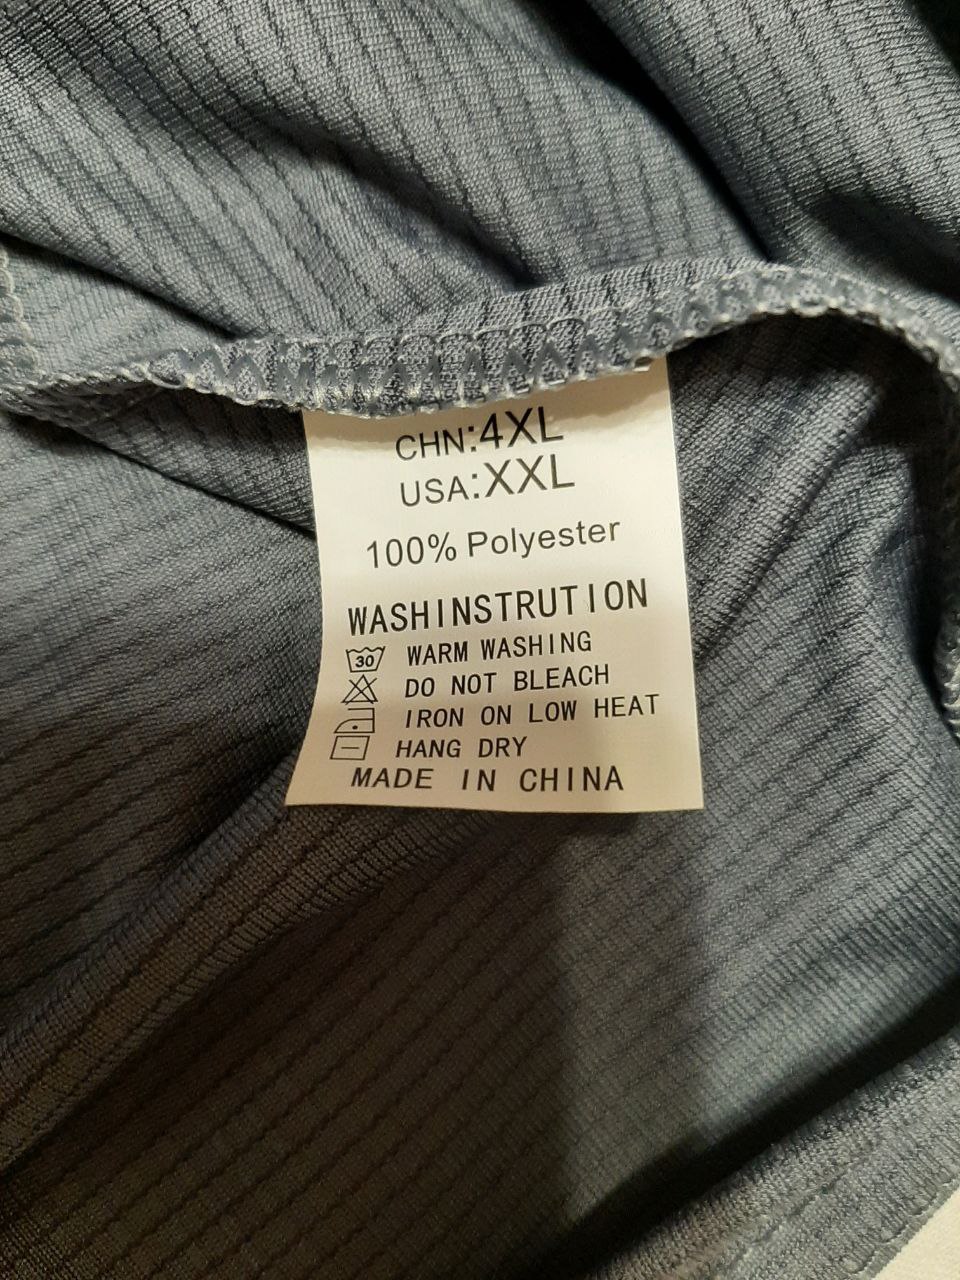 CHN:4XL
USA:XXL
100% Polyester
WASHINSTRUTION
30 WARM WASHING
DO NOT BLEACH
IRON ON LOW HEAT
HANG DRY
MADE IN CHINA